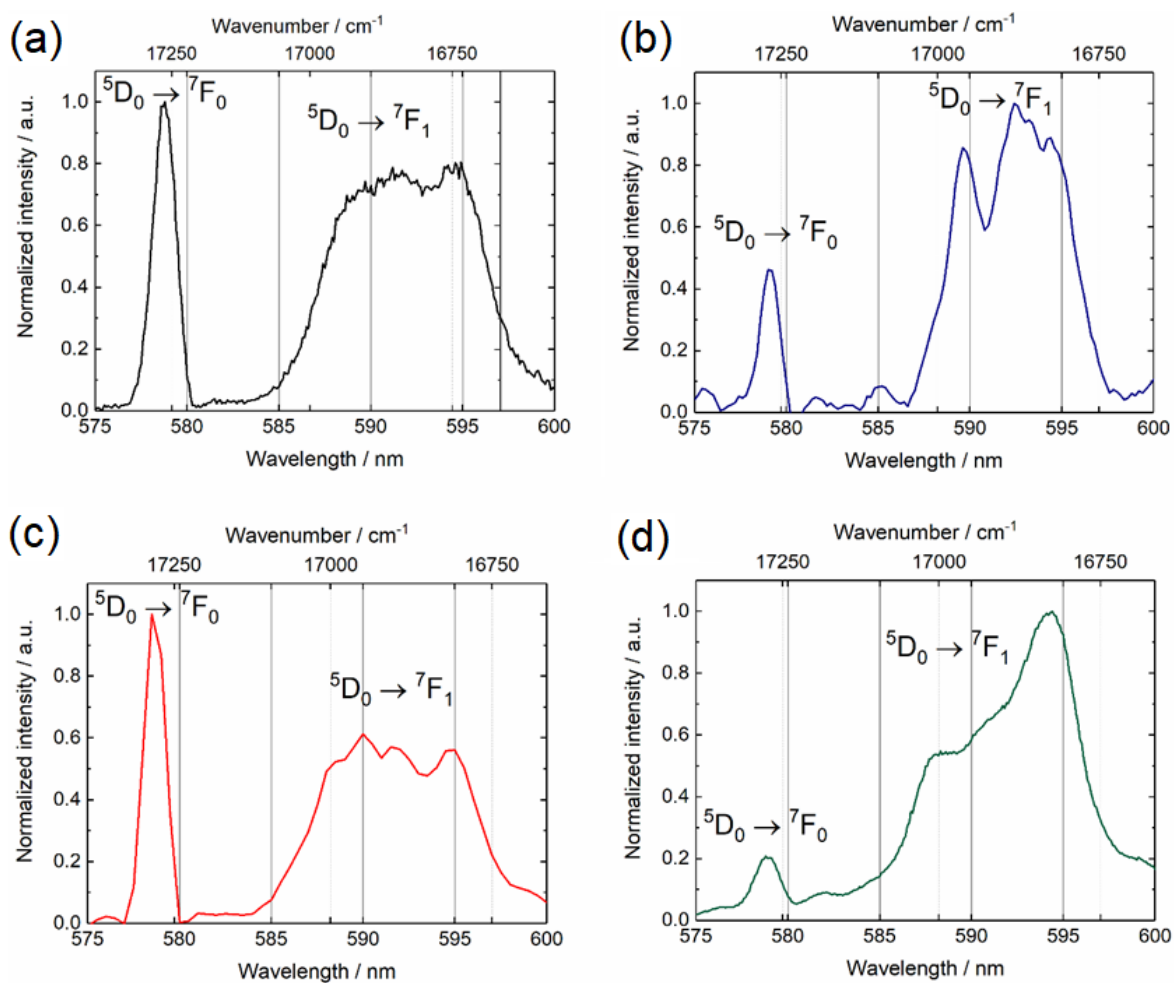 (a)
Wavenumber / cm⁻¹
17250 17000 16750
⁵D₀ → ⁷F₀
⁵D₀ → ⁷F₁
Normalized intensity / a.u.
1.0
0.8
0.6
0.4
0.2
0.0
575 580 585 590 595 600
Wavelength / nm
(b)
Wavenumber / cm⁻¹
17250 17000 16750
⁵D₀ → ⁷F₁
⁵D₀ → ⁷F₀
Normalized intensity / a.u.
1.0
0.8
0.6
0.4
0.2
0.0
575 580 585 590 595 600
Wavelength / nm
(c)
Wavenumber / cm⁻¹
17250 17000 16750
⁵D₀ → ⁷F₀
⁵D₀ → ⁷F₁
Normalized intensity / a.u.
1.0
0.8
0.6
0.4
0.2
0.0
575 580 585 590 595 600
Wavelength / nm
(d)
Wavenumber / cm⁻¹
17250 17000 16750
⁵D₀ → ⁷F₁
⁵D₀ → ⁷F₀
Normalized intensity / a.u.
1.0
0.8
0.6
0.4
0.2
0.0
575 580 585 590 595 600
Wavelength / nm